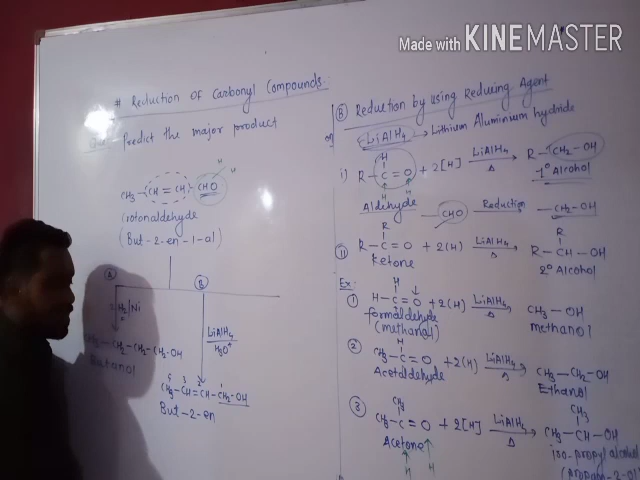 Made with KINEMASTER
# Reduction of Carbonyl Compounds.
Que- Predict the major product
CH₃-CH=CH-CHO
H
H
Crotonaldehyde
(But-2-en-1-al)
A
B
H₂/Ni
CH₂-CH₂-CH₂-OH
Butanol
LiAlH₄
H₃O⁺
CH₃-CH=CH-CH₂-OH
But-2-en
B Reduction by using Reducing Agent
a) LiAlH₄ → Lithium Aluminium hydride
i) R-C=O + 2[H] LiAlH₄ → R-CH₂-OH
H
Δ
Aldehyde
1° Alcohol
-CHO Reduction → -CH₂-OH
ii) R-C=O + 2(H) LiAlH₄ → R-CH-OH
R
Δ
R
Ketone
2° Alcohol
Ex:
1 H-C=O + 2(H) LiAlH₄ → CH₃-OH
H
Δ
formaldehyde
(methanal)
methanol
2 CH₃-C=O + 2(H) LiAlH₄ → CH₃-CH₂-OH
H
Δ
Acetaldehyde
Ethanol
3 CH₃-C=O + 2[H] LiAlH₄ → CH₃-CH-OH
CH₃
Δ
CH₃
Acetone
H
H
iso-propyl alcohol
(propan-2-ol)